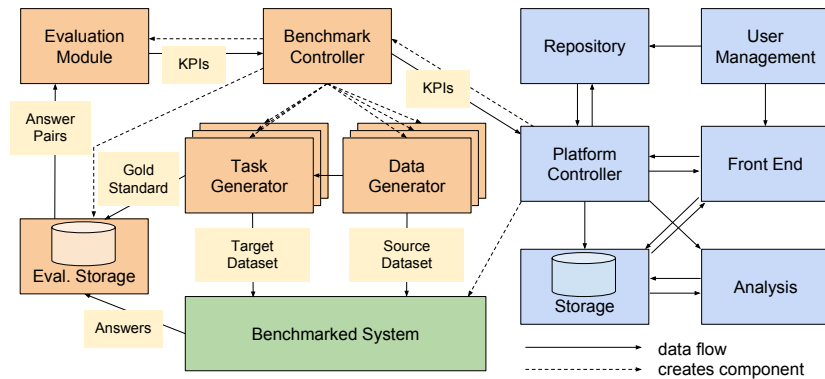 Evaluation
Module
KPIs
Benchmark
Controller
KPIs
Repository
User
Management
Answer
Pairs
Gold
Standard
Task
Generator
Data
Generator
Platform
Controller
Front End
Eval. Storage
Target
Dataset
Source
Dataset
Storage
Analysis
Answers
Benchmarked System
data flow
creates component